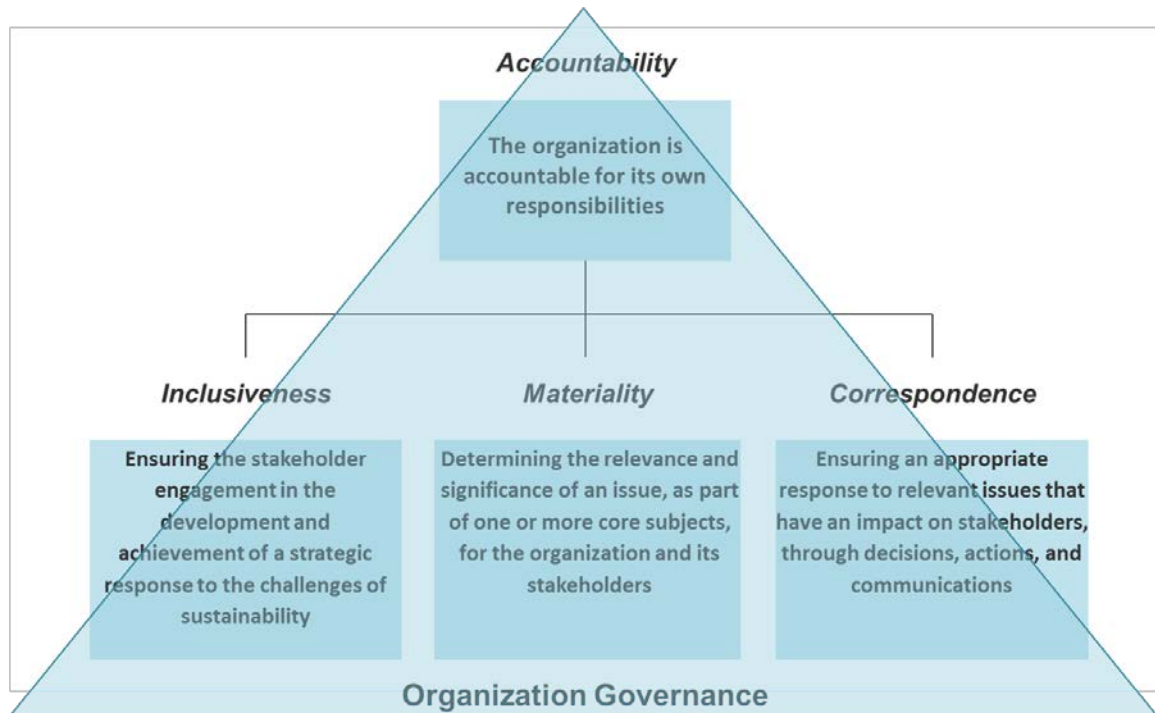 Accountability
The organization is
accountable for its own
responsibilities
Inclusiveness
Materiality
Correspondence
Ensuring the stakeholder
engagement in the
development and
achievement of a strategic
response to the challenges of
sustainability
Determining the relevance and
significance of an issue, as part
of one or more core subjects,
for the organization and its
stakeholders
Ensuring an appropriate
response to relevant issues that
have an impact on stakeholders,
through decisions, actions, and
communications
Organization Governance